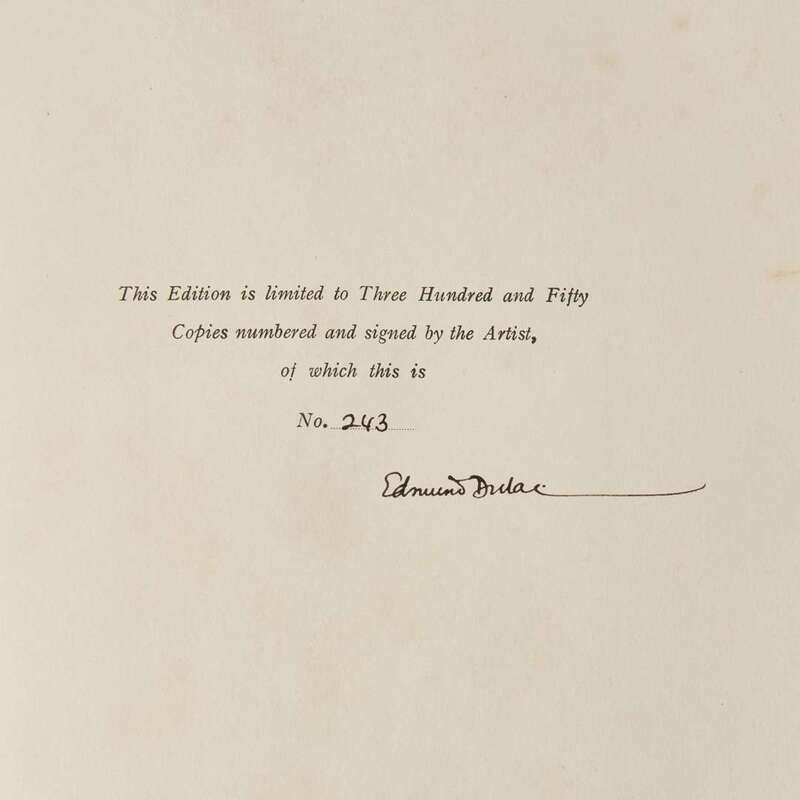 This Edition is limited to Three Hundred and Fifty
Copies numbered and signed by the Artist,
of which this is
No. 243
Edmund Dulac